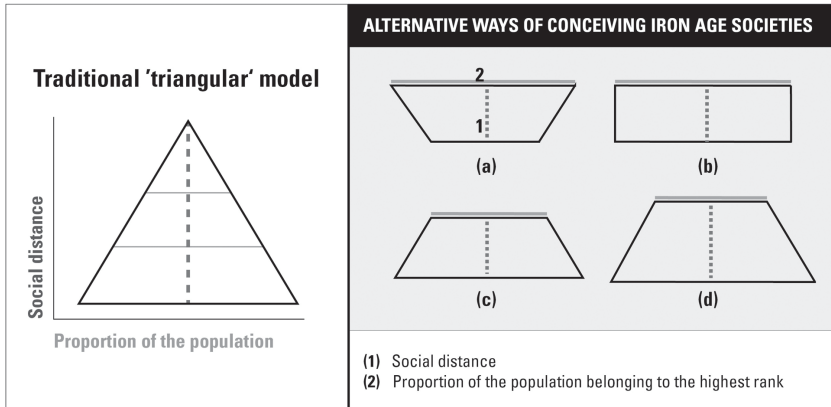 Traditional 'triangular‘ model
Social distance
Proportion of the population
ALTERNATIVE WAYS OF CONCEIVING IRON AGE SOCIETIES
2
1
(a)
(b)
(c)
(d)
(1) Social distance
(2) Proportion of the population belonging to the highest rank